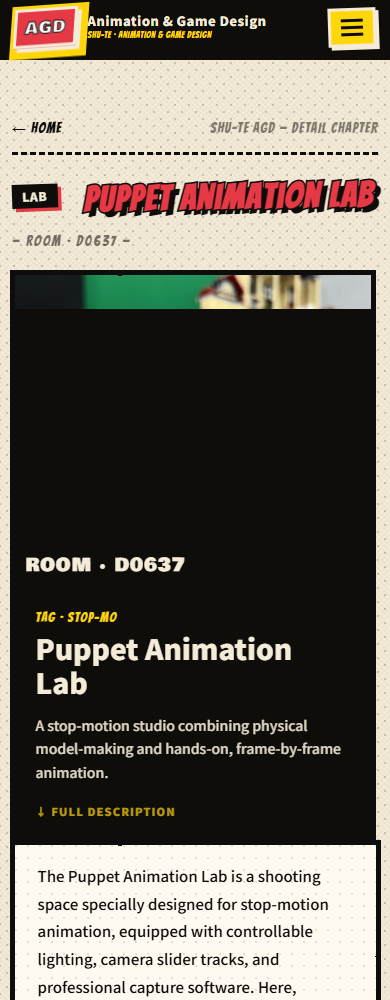 AGD
Animation & Game Design
SHU-TE · ANIMATION & GAME DESIGN
← HOME
SHU-TE AGD — DETAIL CHAPTER
LAB
PUPPET ANIMATION LAB
— ROOM · D0637 —
ROOM · D0637
TAG · STOP-MO
Puppet Animation
Lab
A stop-motion studio combining physical
model-making and hands-on, frame-by-frame
animation.
↓ FULL DESCRIPTION
The Puppet Animation Lab is a shooting
space specially designed for stop-motion
animation, equipped with controllable
lighting, camera slider tracks, and
professional capture software. Here,